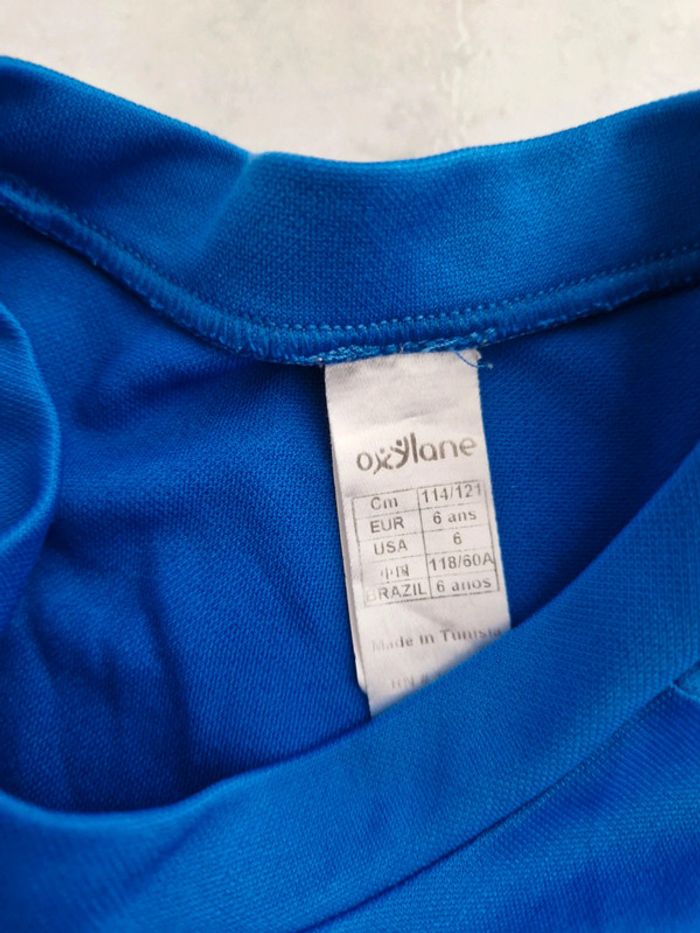 oxylane
Cm 114/121
EUR 6 ans
USA 6
中国 118/60A
BRAZIL 6 anos
Made in Tunisia
RN #